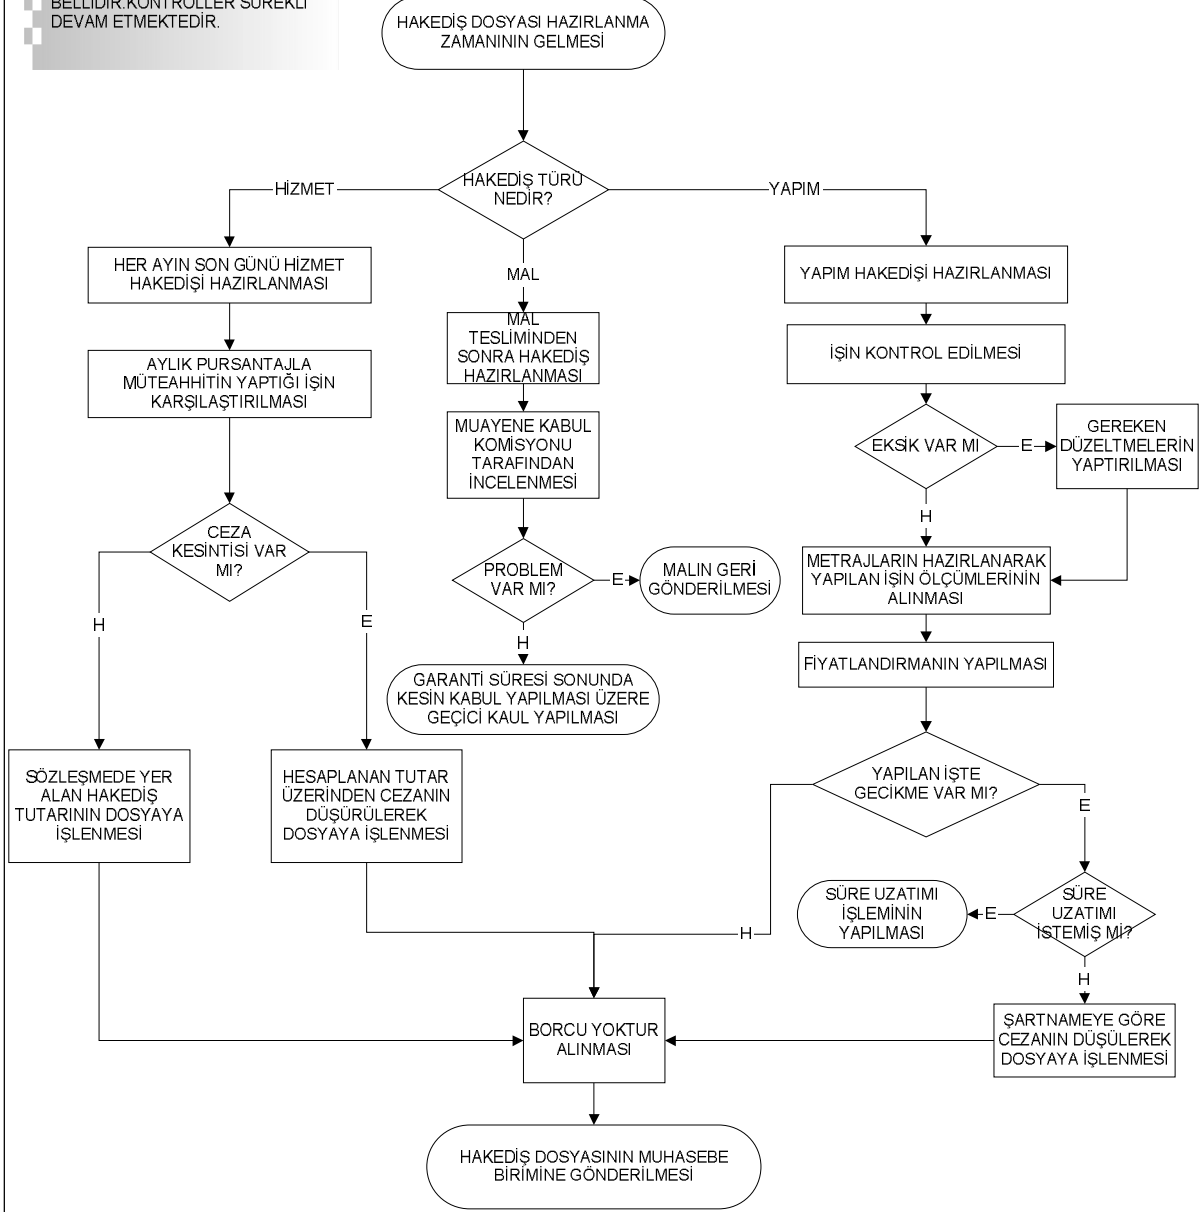 BELLİDİR.KONTROLLER SÜREKLİ
DEVAM ETMEKTEDİR.
HAKEDİŞ DOSYASI HAZIRLANMA
ZAMANININ GELMESİ
HAKEDİŞ TÜRÜ
NEDİR?
HİZMET
YAPIM
MAL
HER AYIN SON GÜNÜ HİZMET
HAKEDİŞİ HAZIRLANMASI
AYLIK PURSANTAJLA
MÜTEAHHİTİN YAPTIĞI İŞİN
KARŞILAŞTIRILMASI
CEZA
KESİNTİSİ VAR
MI?
H
E
SÖZLEŞMEDE YER
ALAN HAKEDİŞ
TUTARININ DOSYAYA
İŞLENMESİ
HESAPLANAN TUTAR
ÜZERİNDEN CEZANIN
DÜŞÜRÜLEREK
DOSYAYA İŞLENMESİ
MAL
TESLİMİNDEN
SONRA HAKEDİŞ
HAZIRLANMASI
MUAYENE KABUL
KOMİSYONU
TARAFINDAN
İNCELENMESİ
PROBLEM
VAR MI?
E
MALIN GERİ
GÖNDERİLMESİ
H
GARANTİ SÜRESİ SONUNDA
KESİN KABUL YAPILMASI ÜZERE
GEÇİCİ KAUL YAPILMASI
YAPIM HAKEDİŞİ HAZIRLANMASI
İŞİN KONTROL EDİLMESİ
EKSİK VAR MI
E
GEREKEN
DÜZELTMELERİN
YAPTIRILMASI
H
METRAJLARIN HAZIRLANARAK
YAPILAN İŞİN ÖLÇÜMLERİNİN
ALINMASI
FİYATLANDIRMANIN YAPILMASI
YAPILAN İŞTE
GECİKME VAR MI?
E
H
SÜRE
UZATIMI
İSTEMİŞ Mİ?
E
SÜRE UZATIMI
İŞLEMİNİN
YAPILMASI
H
ŞARTNAMEYE GÖRE
CEZANIN DÜŞÜLEREK
DOSYAYA İŞLENMESİ
BORCU YOKTUR
ALINMASI
HAKEDİŞ DOSYASININ MUHASEBE
BİRİMİNE GÖNDERİLMESİ